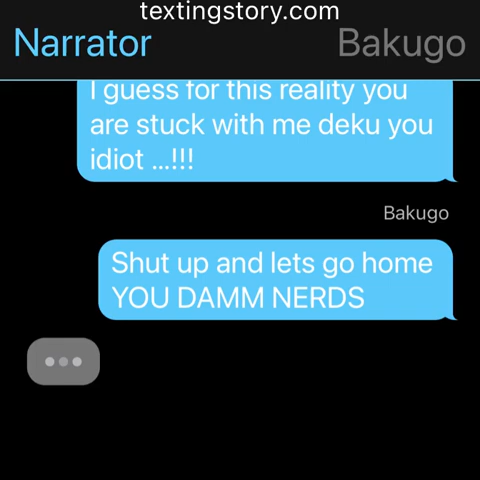 textingstory.com
Narrator Bakugo
I guess for this reality you
are stuck with me deku you
idiot ...!!!
Bakugo
Shut up and lets go home
YOU DAMM NERDS